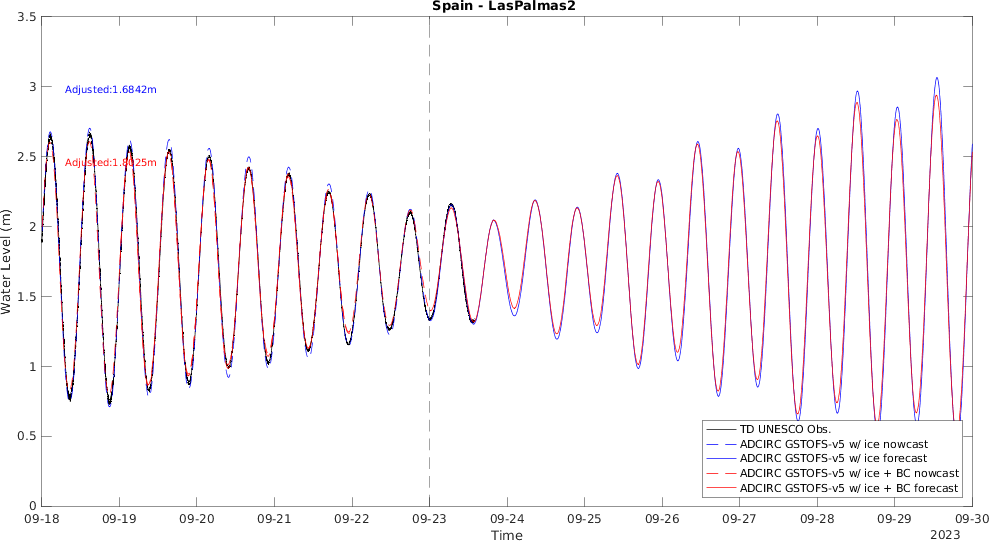 Spain - LasPalmas2
3.5
3
2.5
2
1.5
1
0.5
0
Water Level (m)
Adjusted:1.6842m
Adjusted:1.8025m
TD UNESCO Obs.
ADCIRC GSTOFS-v5 w/ ice nowcast
ADCIRC GSTOFS-v5 w/ ice forecast
ADCIRC GSTOFS-v5 w/ ice + BC nowcast
ADCIRC GSTOFS-v5 w/ ice + BC forecast
09-18 09-19 09-20 09-21 09-22 09-23 09-24 09-25 09-26 09-27 09-28 09-29 09-30
Time
2023